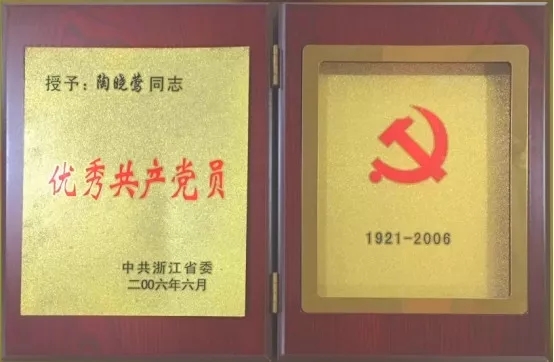 授予：陶晓莺同志
优秀共产党员
中共浙江省委
二00六年六月
1921-2006